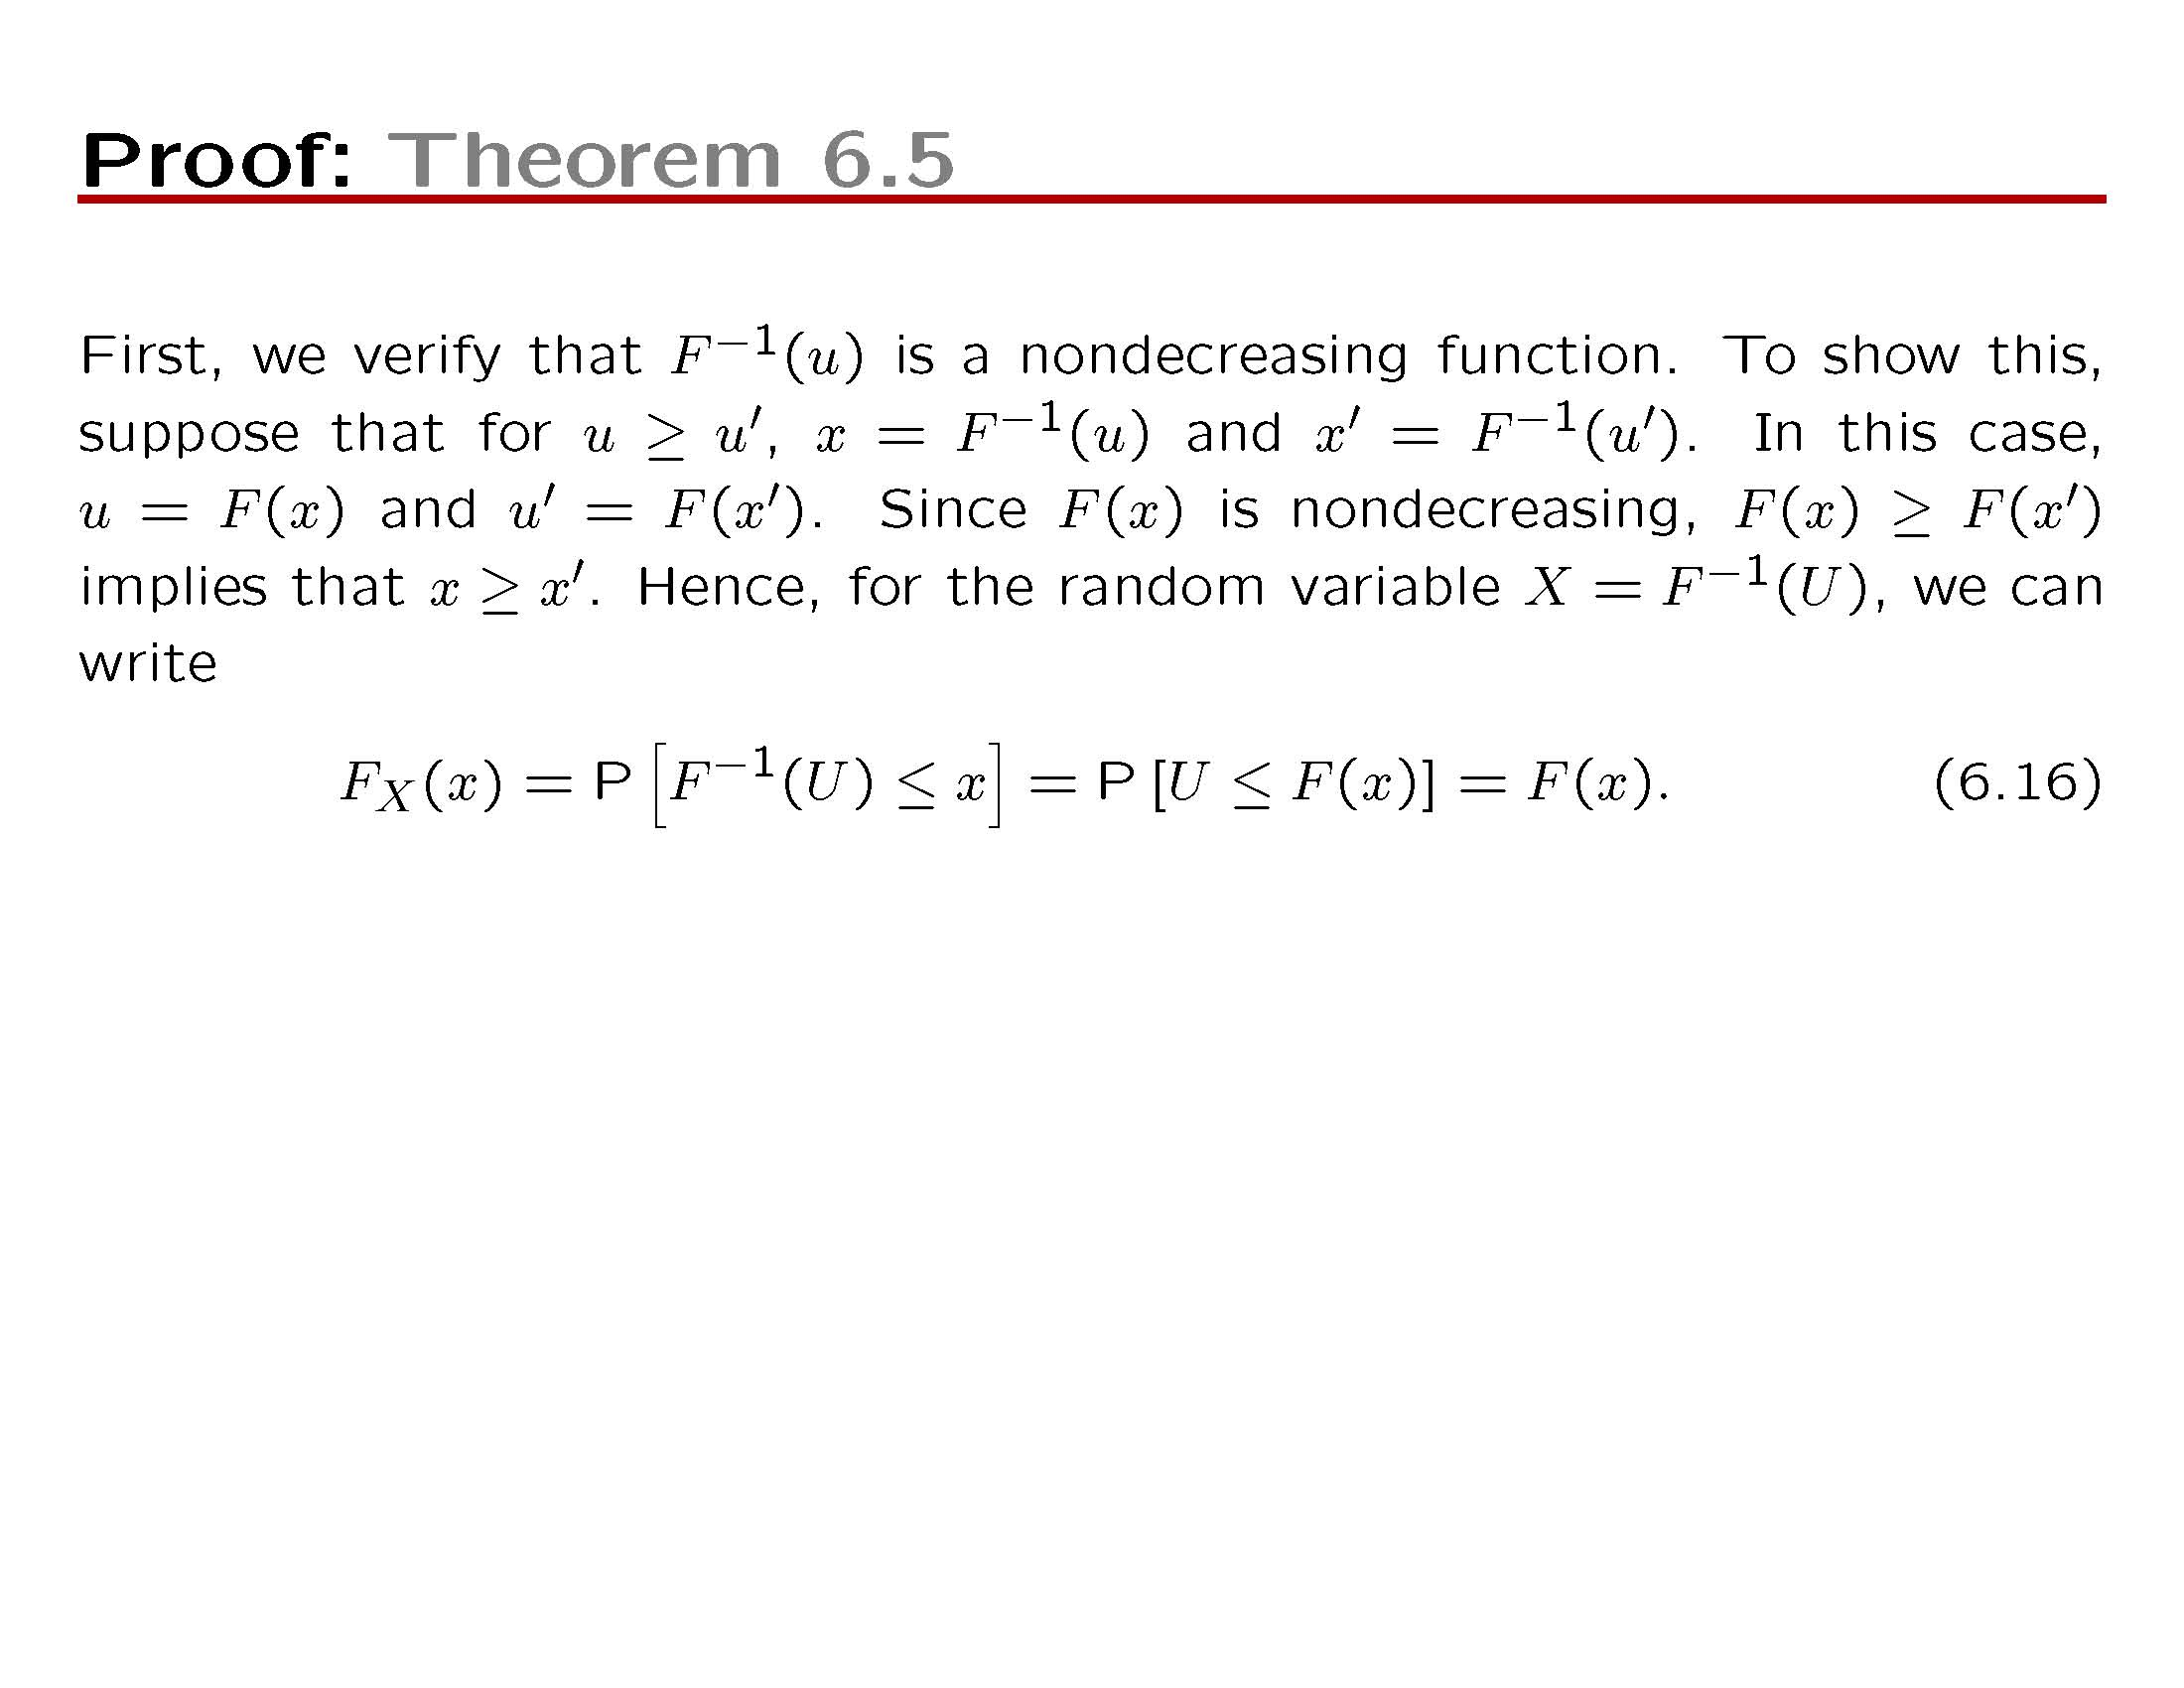 Proof: Theorem 6.5
First, we verify that F⁻¹(u) is a nondecreasing function. To show this,
suppose that for u ≥ u′, x = F⁻¹(u) and x′ = F⁻¹(u′). In this case,
u = F(x) and u′ = F(x′). Since F(x) is nondecreasing, F(x) ≥ F(x′)
implies that x ≥ x′. Hence, for the random variable X = F⁻¹(U), we can
write
F_X(x) = P [F⁻¹(U) ≤ x] = P [U ≤ F(x)] = F(x). (6.16)